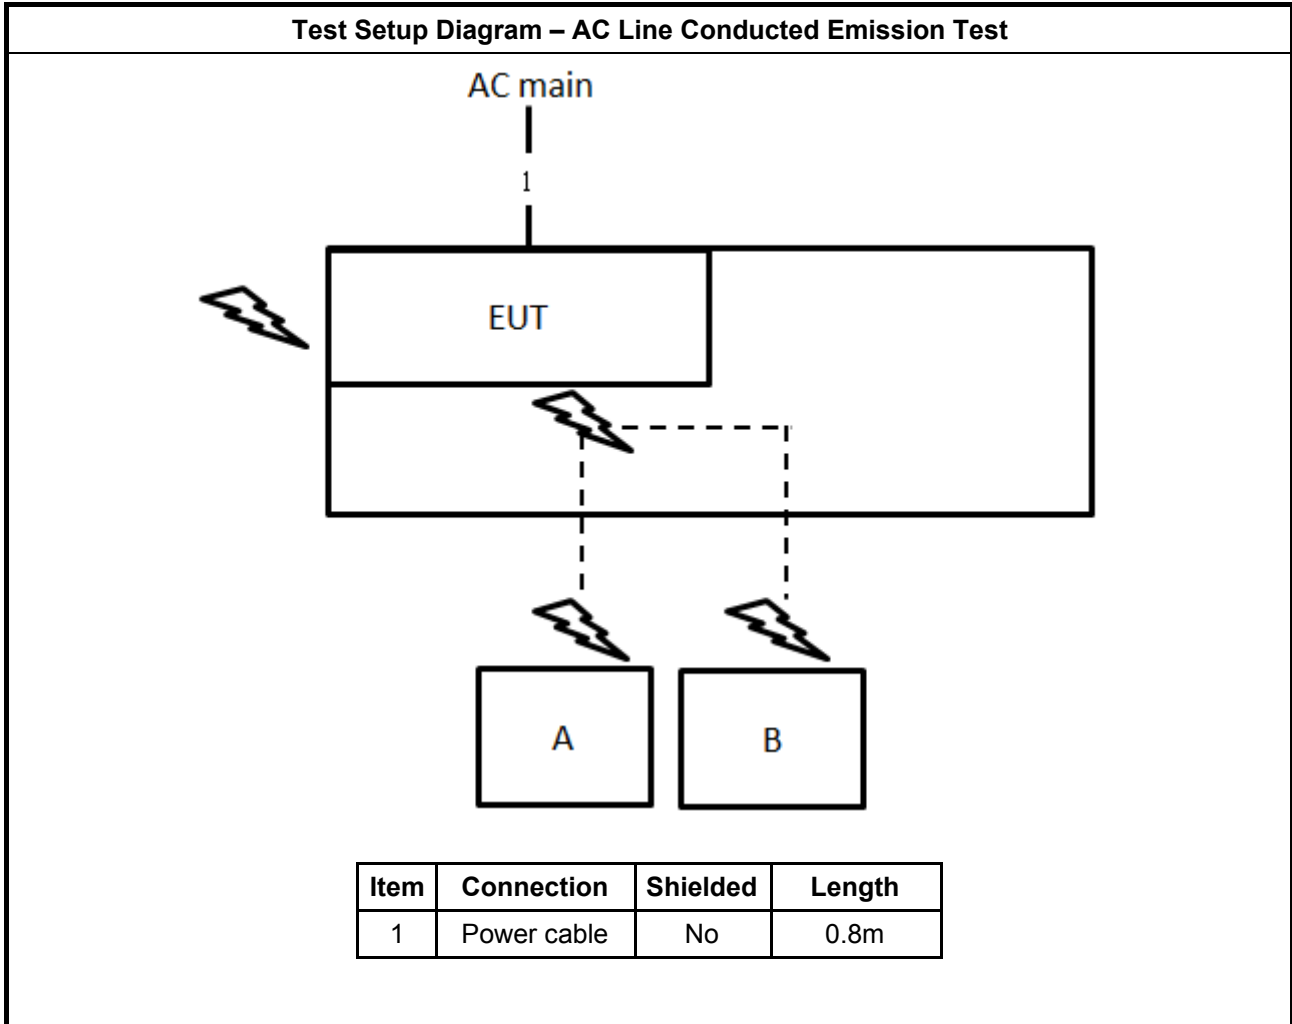 Test Setup Diagram – AC Line Conducted Emission Test
AC main
1
EUT
A
B
Item Connection Shielded Length
1 Power cable No 0.8m